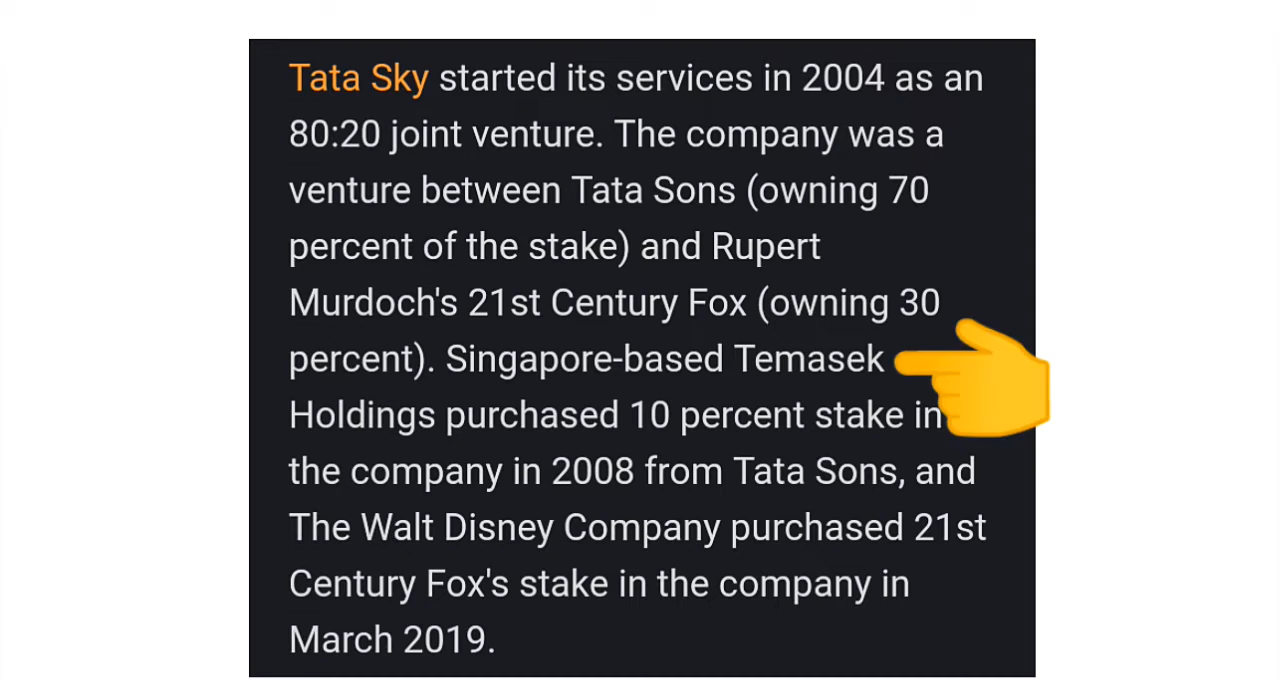 Tata Sky started its services in 2004 as an
80:20 joint venture. The company was a
venture between Tata Sons (owning 70
percent of the stake) and Rupert
Murdoch's 21st Century Fox (owning 30
percent). Singapore-based Temasek
Holdings purchased 10 percent stake in
the company in 2008 from Tata Sons, and
The Walt Disney Company purchased 21st
Century Fox's stake in the company in
March 2019.